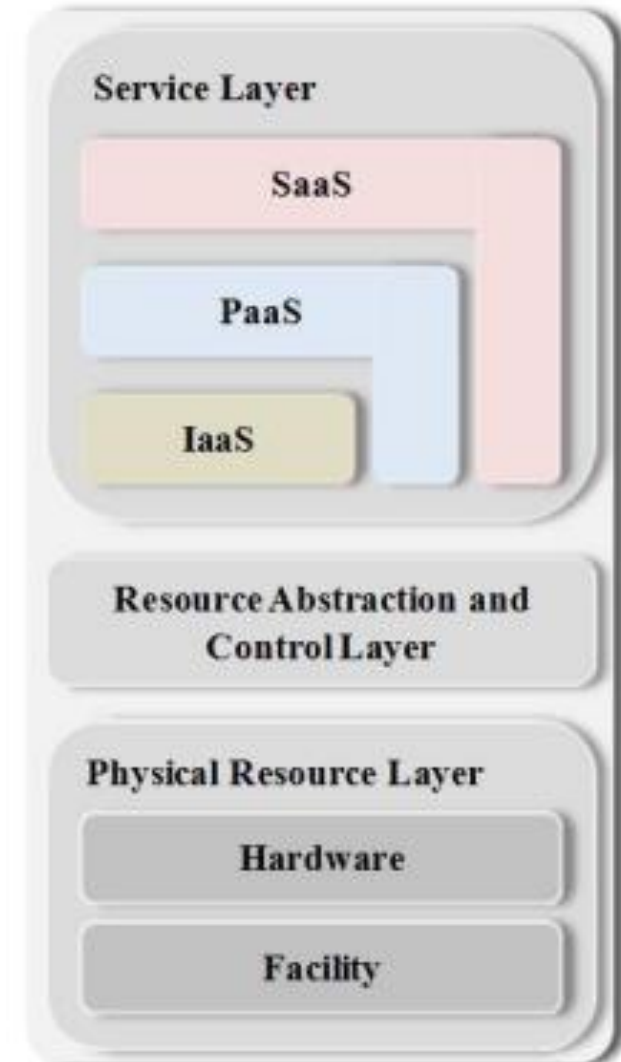 Service Layer
SaaS
PaaS
IaaS
Resource Abstraction and
Control Layer
Physical Resource Layer
Hardware
Facility